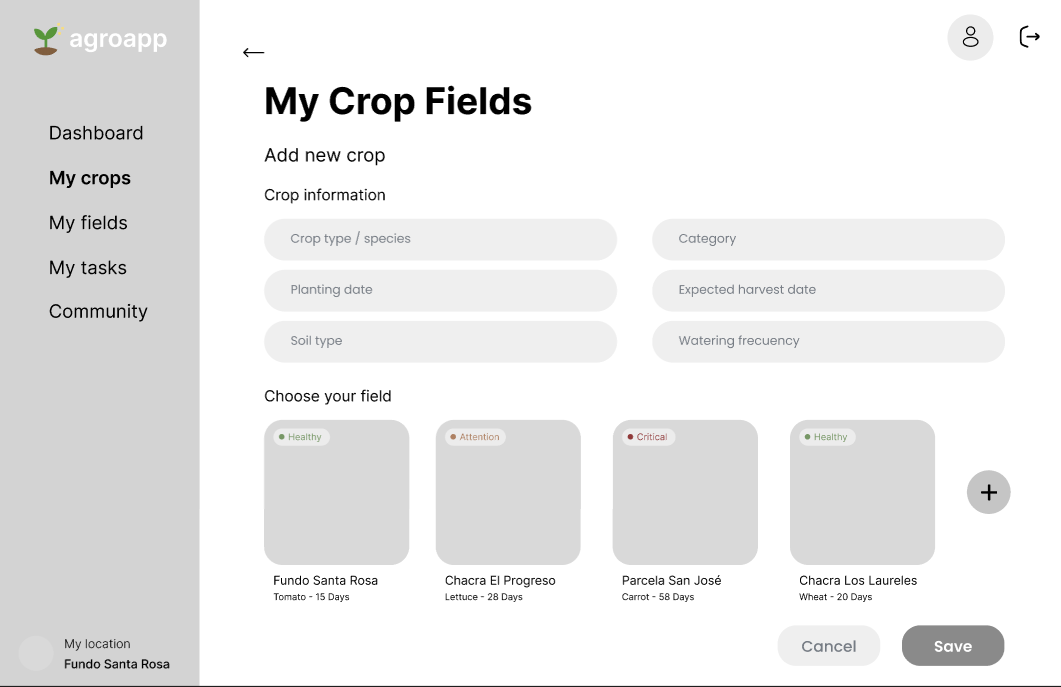 agroapp
Dashboard
My crops
My fields
My tasks
Community
My location
Fundo Santa Rosa
My Crop Fields
Add new crop
Crop information
Crop type / species
Category
Planting date
Expected harvest date
Soil type
Watering frecuency
Choose your field
Healthy
Attention
Critical
Healthy
Fundo Santa Rosa
Tomato - 15 Days
Chacra El Progreso
Lettuce - 28 Days
Parcela San José
Carrot - 58 Days
Chacra Los Laureles
Wheat - 20 Days
Cancel
Save